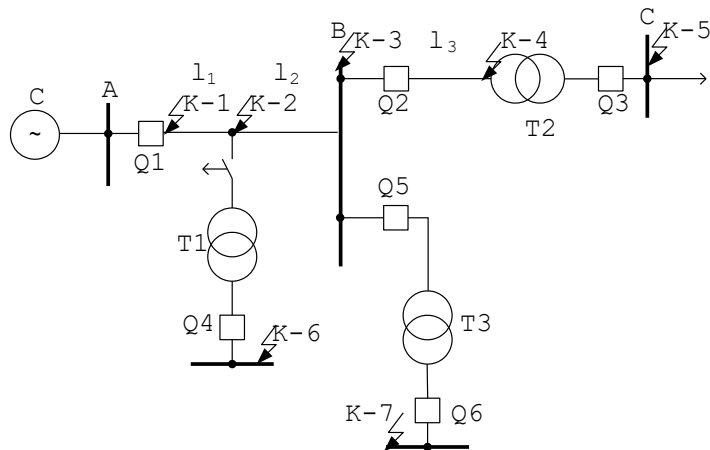 B
K-3
l₃
K-4
C
K-5
C
A
l₁
K-1
l₂
K-2
Q2
T2
Q3
~
Q1
Q5
T1
Q4
K-6
T3
K-7
Q6